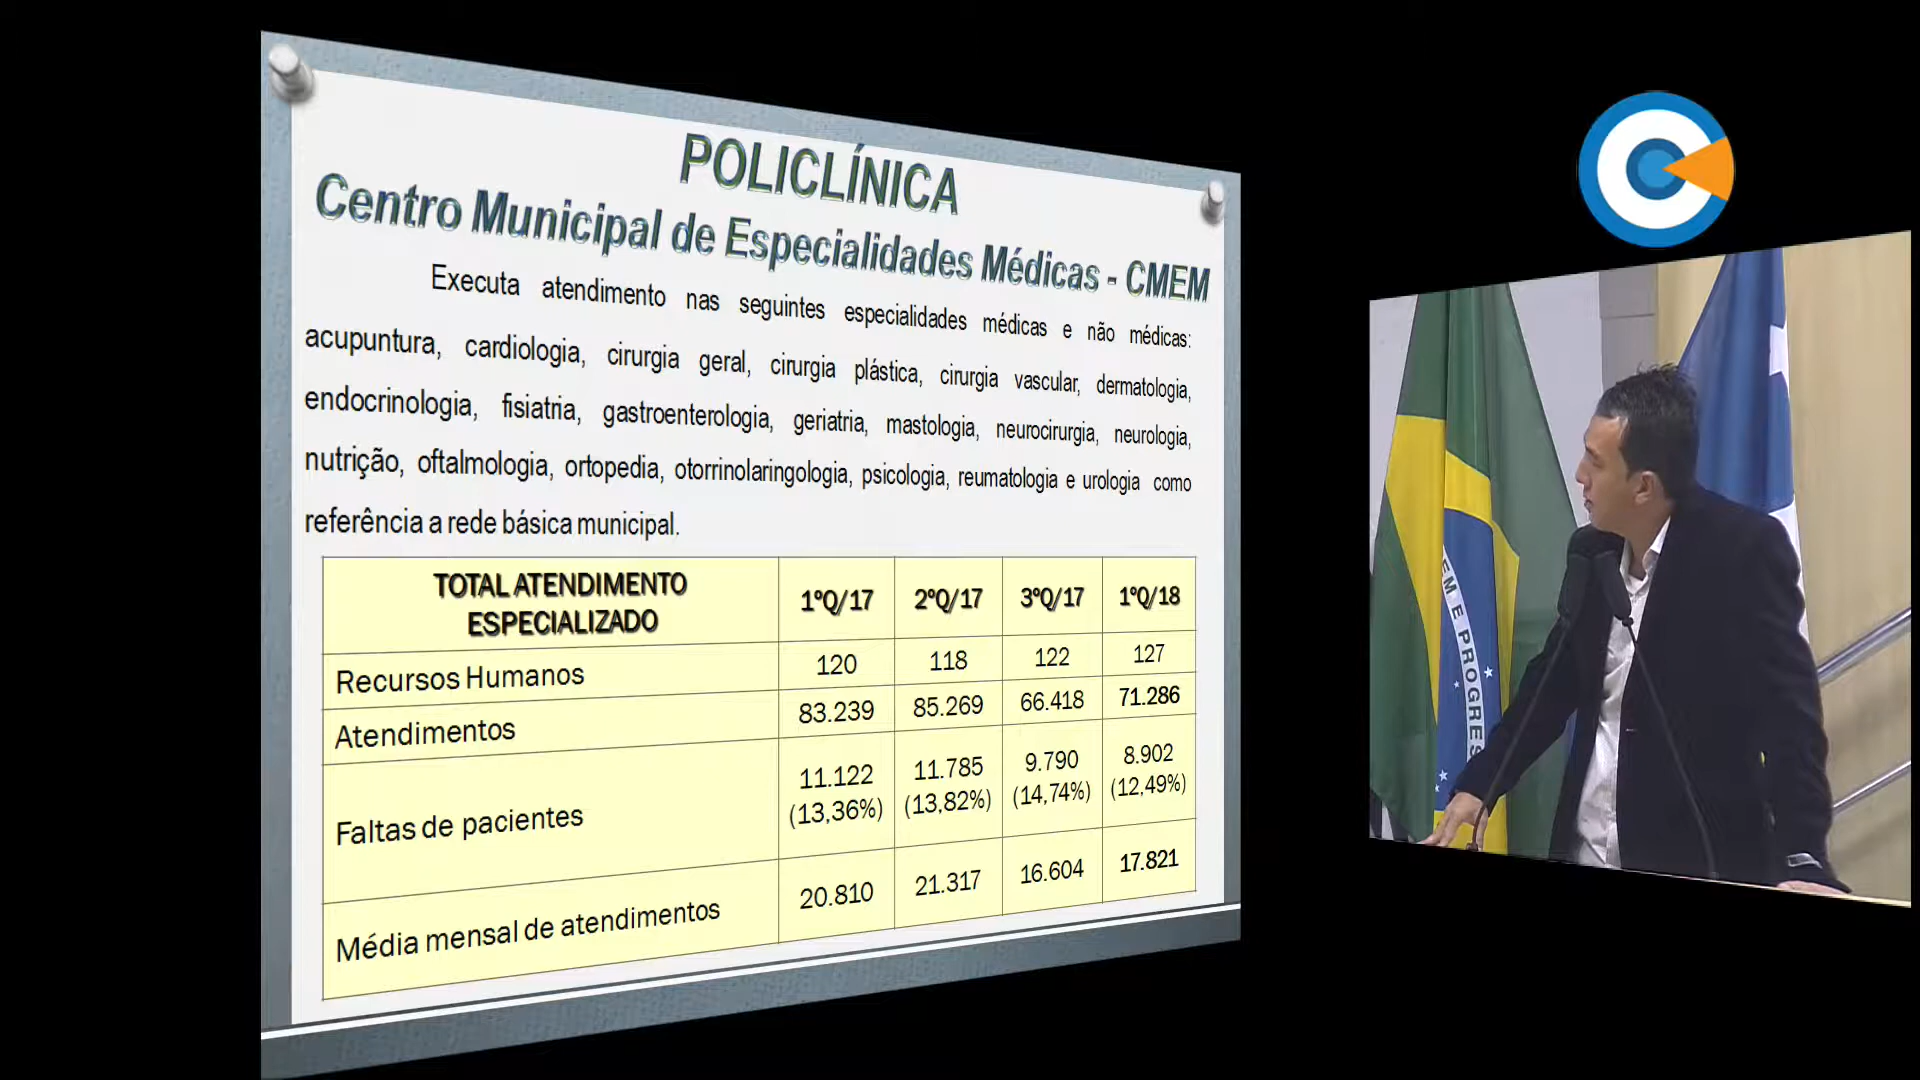 POLICLÍNICA
Centro Municipal de Especialidades Médicas - CMEM
Executa atendimento nas seguintes especialidades médicas e não médicas:
acupuntura, cardiologia, cirurgia geral, cirurgia plástica, cirurgia vascular, dermatologia,
endocrinologia, fisiatria, gastroenterologia, geriatria, mastologia, neurocirurgia, neurologia,
nutrição, oftalmologia, ortopedia, otorrinolaringologia, psicologia, reumatologia e urologia como
referência a rede básica municipal.
TOTAL ATENDIMENTO ESPECIALIZADO 1ºQ/17 2ºQ/17 3ºQ/17 1ºQ/18
Recursos Humanos 120 118 122 127
Atendimentos 83.239 85.269 66.418 71.286
Faltas de pacientes 11.122 (13,36%) 11.785 (13,82%) 9.790 (14,74%) 8.902 (12,49%)
Média mensal de atendimentos 20.810 21.317 16.604 17.821
EM E PROGRES